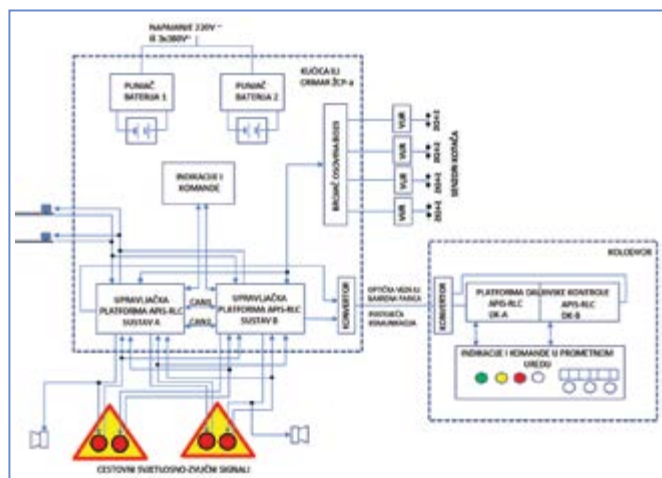 NAPAJANJE 220V ~
ILI 3x380V~
KUĆICA ILI
ORMAR ŽCP-a
PUNJAČ
BATERIJA 1
PUNJAČ
BATERIJA 2
INDIKACIJE I
KOMANDE
BROJAČ OSOVINA BO23
VUR
VUR
VUR
VUR
SENZORI KOTAČA
UPRAVLJAČKA
PLATFORMA APIS-RLC
SUSTAV A
CAN1
CAN2
UPRAVLJAČKA
PLATFORMA APIS-RLC
SUSTAV B
KONVERTOR
OPTIČKA VEZA ILI
BAKRENA PARICA
POSTOJEĆA
KOMUNIKACIJA
KONVERTOR
KOLODVOR
PLATFORMA DALJINSKE KONTROLE
APIS-RLC
DK-A
APIS-RLC
DK-B
INDIKACIJE I KOMANDE U PROMETNOM
UREDU
CESTOVNI SVJETLOSNO-ZVUČNI SIGNALI